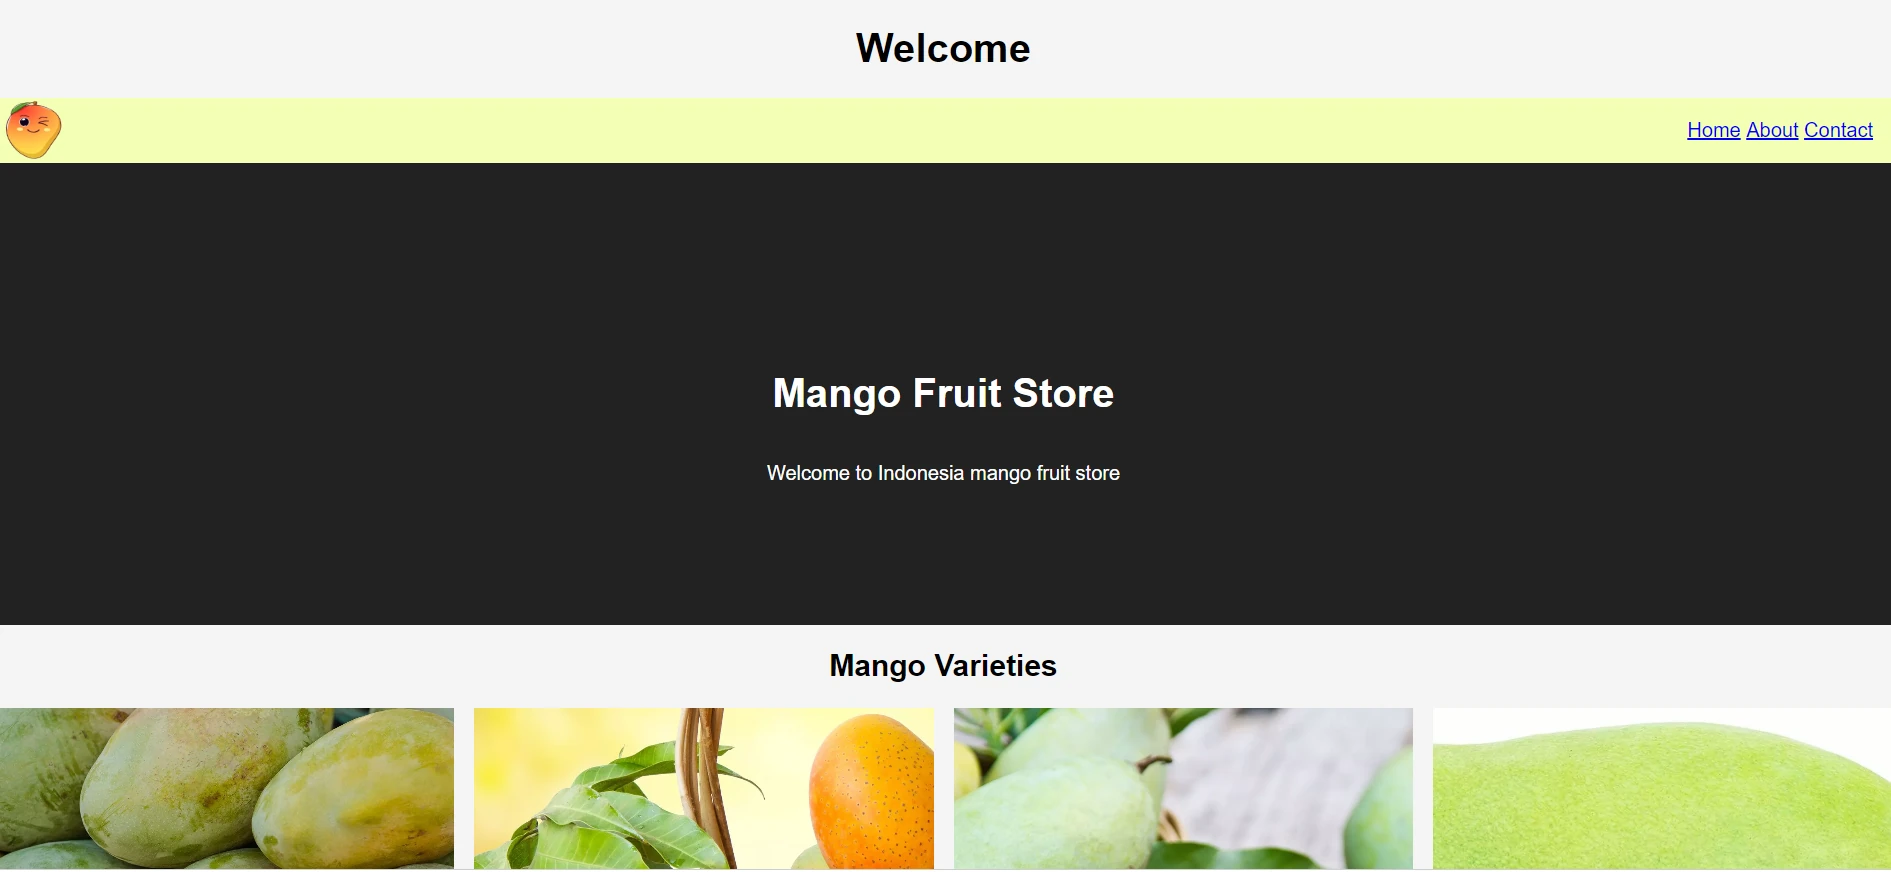 Welcome
Home About Contact
Mango Fruit Store
Welcome to Indonesia mango fruit store
Mango Varieties